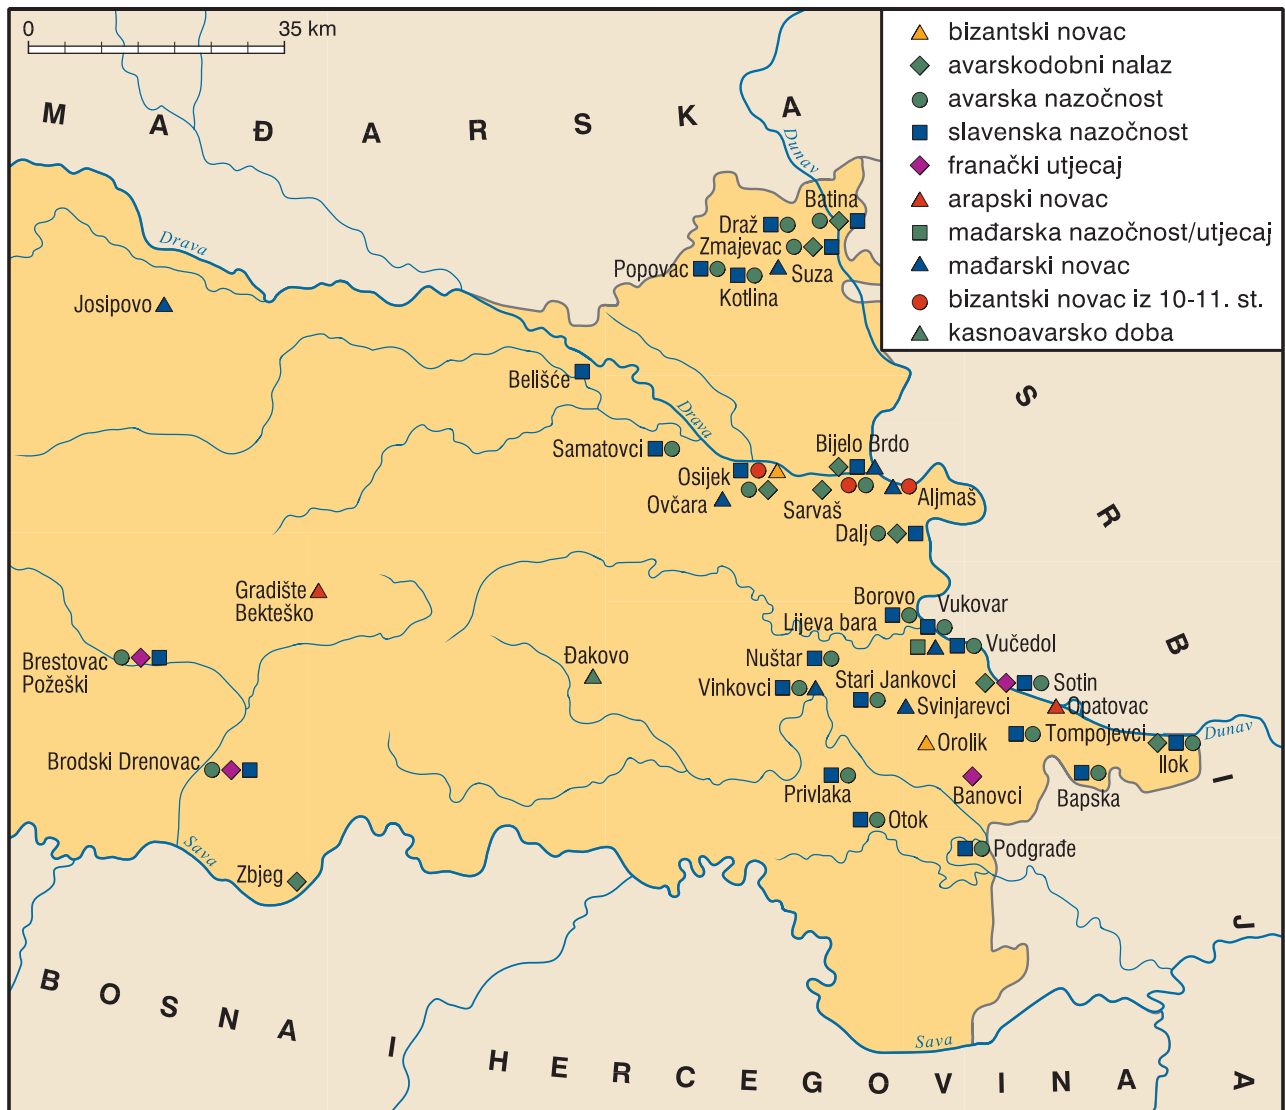 0
35 km
bizantski novac
avarskodobni nalaz
avarska nazočnost
slavenska nazočnost
franački utjecaj
arapski novac
mađarska nazočnost/utjecaj
mađarski novac
bizantski novac iz 10-11. st.
kasnoavarsko doba
MAĐARSKA
Dunav
Batina
Draž
Zmajevac
Popovac
Suza
Kotlina
Drava
Josipovo
Belišće
Drava
SRBIJA
Samatovci
Bijelo Brdo
Osijek
Ovčara
Sarvaš
Aljmaš
Dalj
Gradište
Bekteško
Borovo
Vukovar
Lijeva bara
Vučedol
Brestovac
Požeški
Đakovo
Nuštar
Vinkovci
Stari Jankovci
Sotin
Svinjarevci
Opatovac
Orolik
Tompojevci
Dunav
Ilok
Brodski Drenovac
Privlaka
Banovci
Bapska
Otok
Podgrađe
Sava
Zbjeg
BOSNA I HERCEGOVINA
Sava